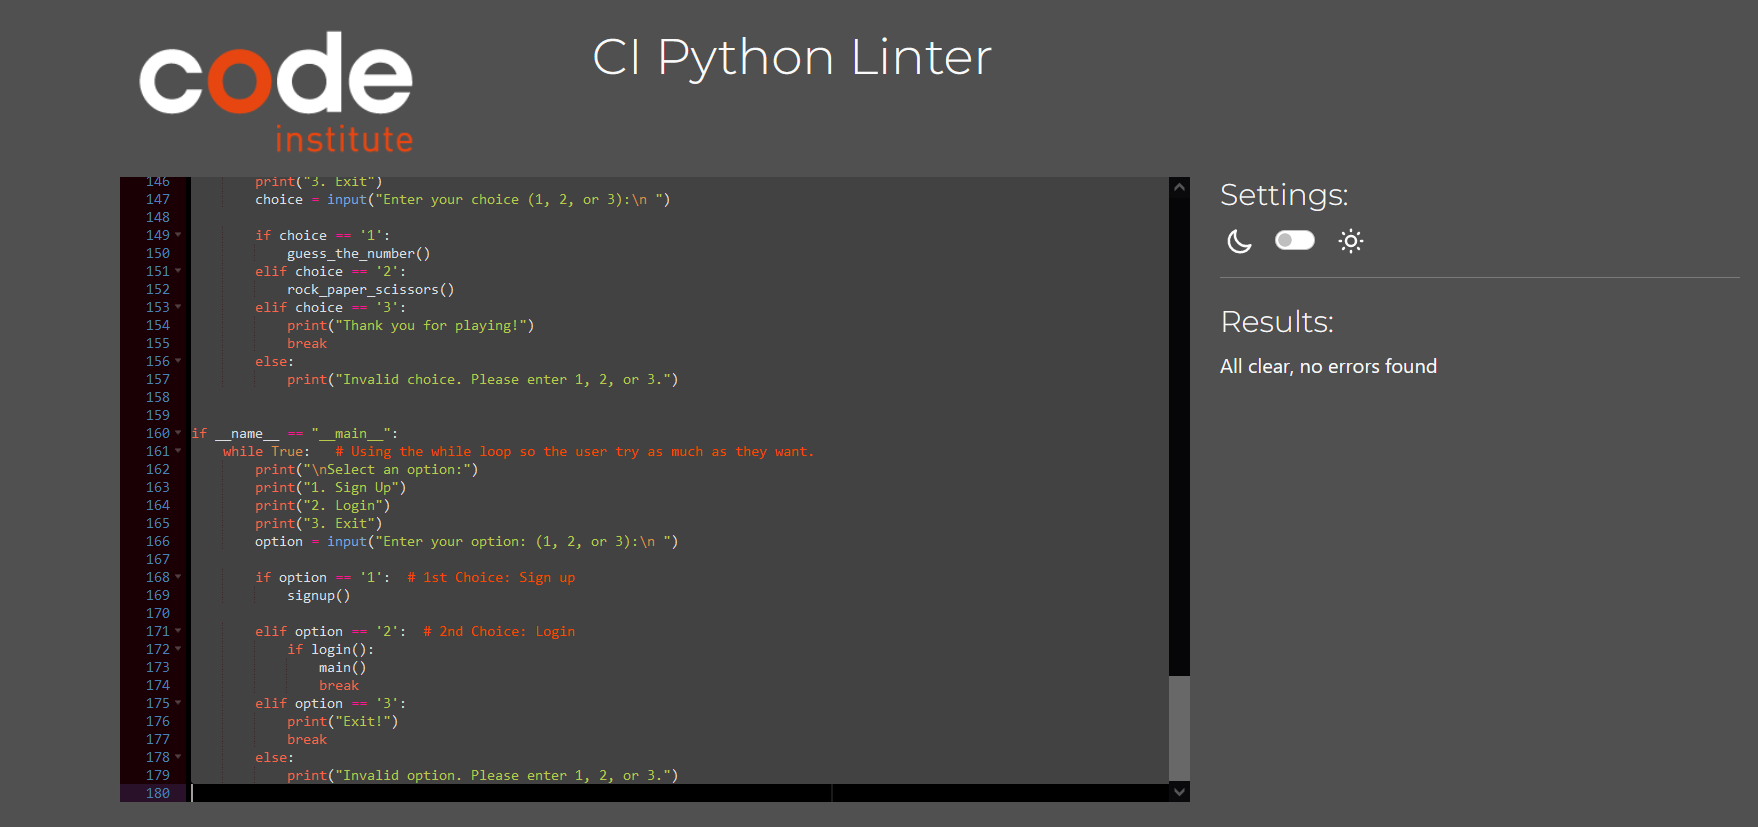 code
institute
CI Python Linter
146 print("3. Exit")
147 choice = input("Enter your choice (1, 2, or 3):\n ")
148
149 if choice == '1':
150 guess_the_number()
151 elif choice == '2':
152 rock_paper_scissors()
153 elif choice == '3':
154 print("Thank you for playing!")
155 break
156 else:
157 print("Invalid choice. Please enter 1, 2, or 3.")
158
159
160 if __name__ == "__main__":
161 while True:   # Using the while loop so the user try as much as they want.
162 print("\nSelect an option:")
163 print("1. Sign Up")
164 print("2. Login")
165 print("3. Exit")
166 option = input("Enter your option: (1, 2, or 3):\n ")
167
168 if option == '1':  # 1st Choice: Sign up
169 signup()
170
171 elif option == '2':  # 2nd Choice: Login
172 if login():
173 main()
174 break
175 elif option == '3':
176 print("Exit!")
177 break
178 else:
179 print("Invalid option. Please enter 1, 2, or 3.")
180
Settings:
Results:
All clear, no errors found